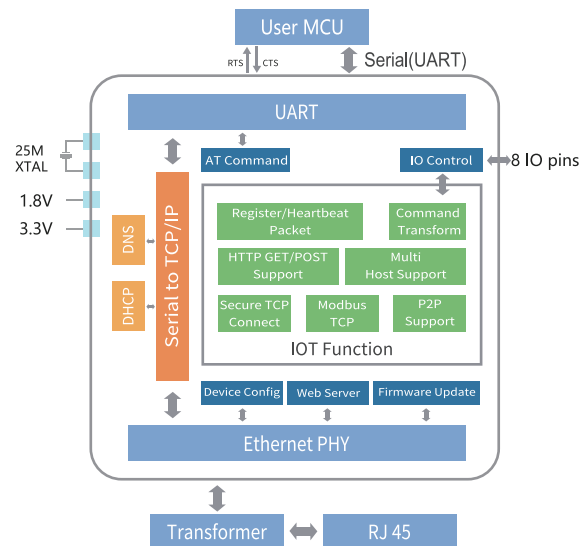 User MCU
RTS
CTS
Serial(UART)
UART
25M
XTAL
1.8V
3.3V
AT Command
IO Control
8 IO pins
DNS
DHCP
Serial to TCP/IP
Register/Heartbeat
Packet
Command
Transform
HTTP GET/POST
Support
Multi
Host Support
Secure TCP
Connect
Modbus
TCP
P2P
Support
IOT Function
Device Config
Web Server
Firmware Update
Ethernet PHY
Transformer
RJ 45